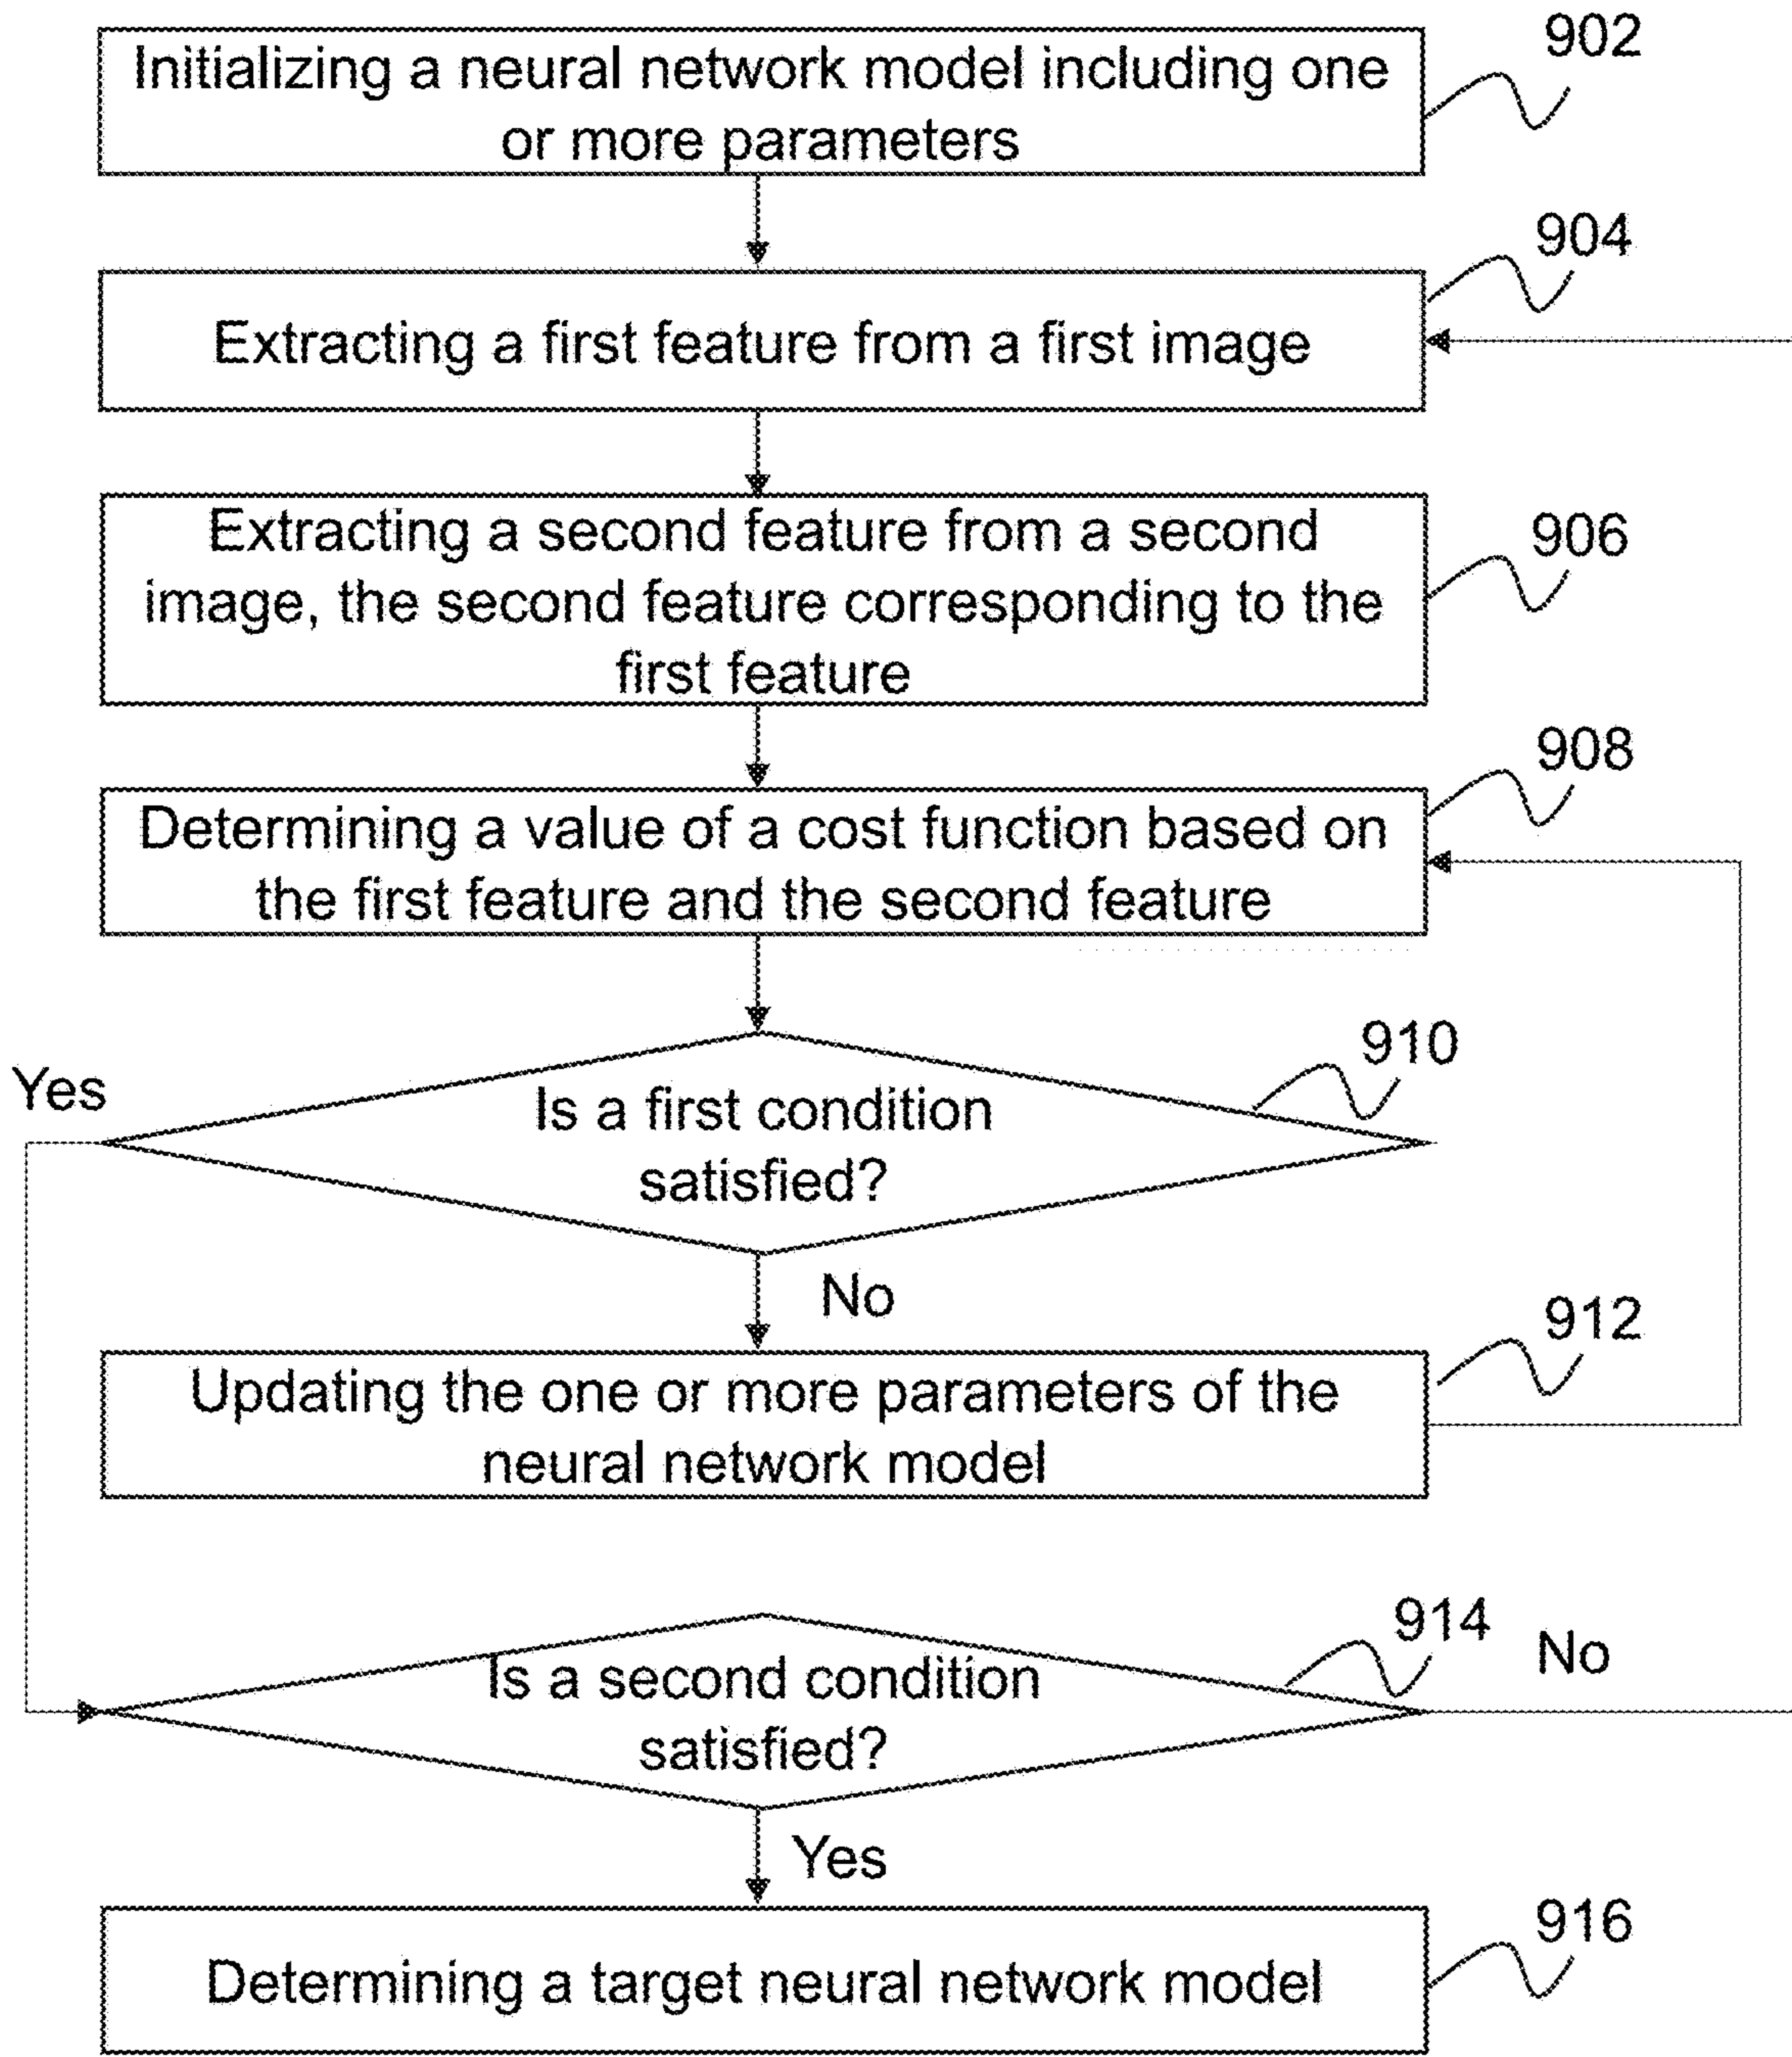 902
Initializing a neural network model including one
or more parameters
904
Extracting a first feature from a first image
Extracting a second feature from a second
image, the second feature corresponding to the
first feature
906
908
Determining a value of a cost function based on
the first feature and the second feature
910
Yes
Is a first condition
satisfied?
No
912
Updating the one or more parameters of the
neural network model
914
No
Is a second condition
satisfied?
Yes
916
Determining a target neural network model